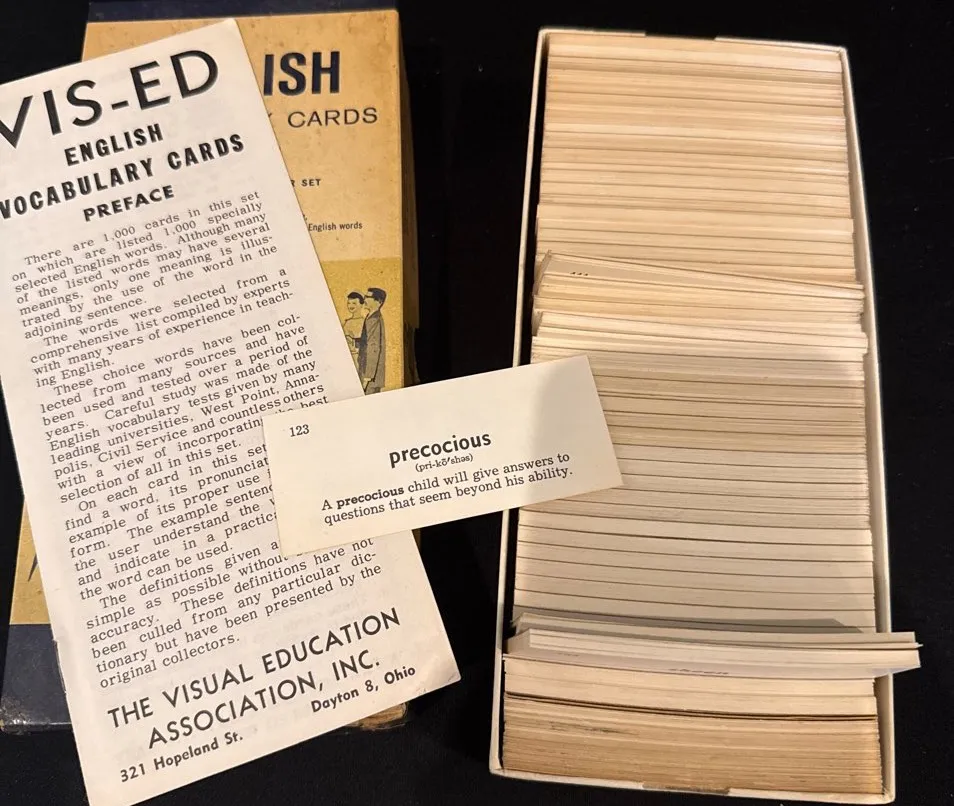 VIS-ED
ENGLISH
VOCABULARY CARDS
PREFACE
There are 1,000 cards in this set
on which are listed 1,000 specially
selected English words. Although many
of the listed words may have several
meanings, only one meaning is illus-
trated by the use of the word in the
adjoining sentence.
The words were selected from a
comprehensive list compiled by experts
with many years of experience in teach-
ing English.
These choice words have been col-
lected from many sources and have
been used and tested over a period of
years. Careful study was made of the
English vocabulary tests given by many
leading universities, West Point, Anna-
polis, Civil Service and countless others
with a view of incorporating the best
selection of all in this set.
On each card in this set
find a word, its pronunciat
example of its proper use
form. The example senten
the user understand the
and indicate in a practic
the word can be used.
The definitions given a
simple as possible without
accuracy. These definitions have not
been culled from any particular dic-
tionary but have been presented by the
original collectors.
THE VISUAL EDUCATION
ASSOCIATION, INC.
321 Hopeland St.
Dayton 8, Ohio
ISH
CARDS
SET
English words
123
precocious
(pri-kō'shəs)
A precocious child will give answers to
questions that seem beyond his ability.